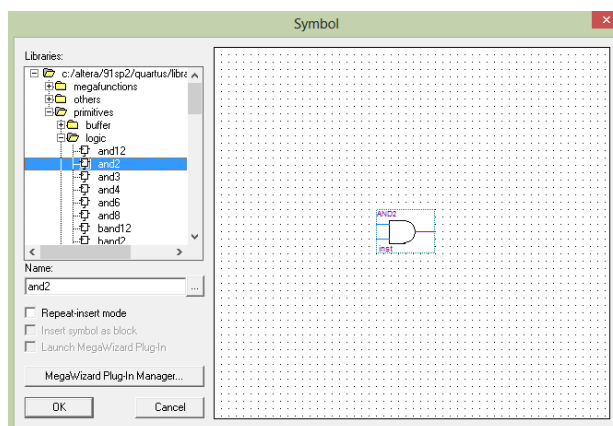 Symbol
Libraries:
c:/altera/91sp2/quartus/libra
megafunctions
others
primitives
buffer
logic
and12
and2
and3
and4
and6
and8
band12
band2
Name:
and2
...
Repeat-insert mode
Insert symbol as block
Launch MegaWizard Plug-In
MegaWizard Plug-In Manager...
OK
Cancel
AND2
inst